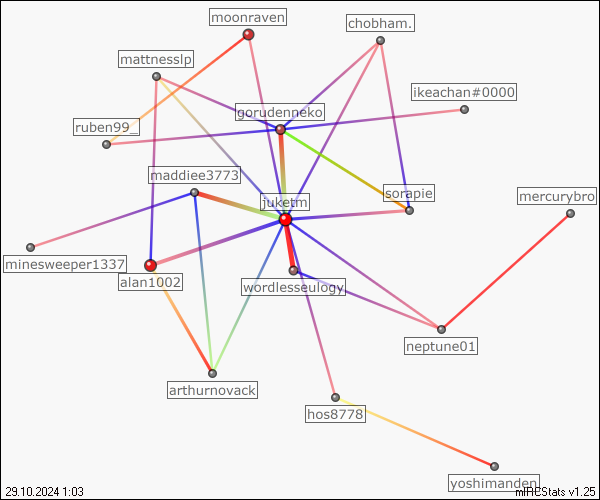 moonraven
chobham.
mattnesslp
ikeachan#0000
gorudenneko
ruben99_
maddiee3773
sorapie
mercurybro
juketm
minesweeper1337
alan1002
wordlesseulogy
neptune01
arthurnovack
hos8778
yoshimanden
29.10.2024 1:03
mIRCStats v1.25